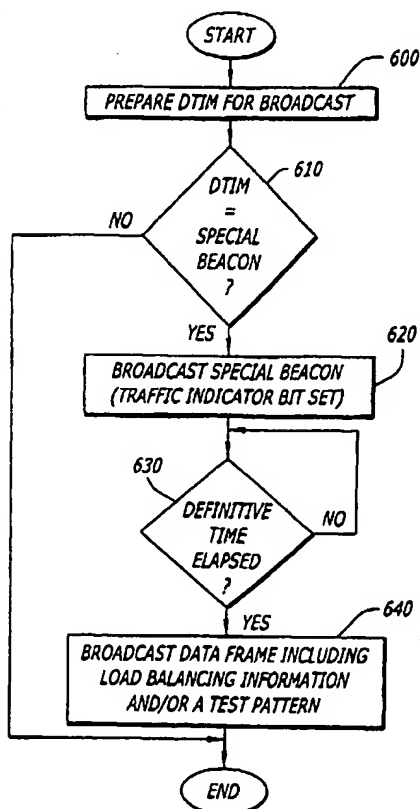 START
600
PREPARE DTIM FOR BROADCAST
610
DTIM
=
SPECIAL
BEACON
?
NO
YES
620
BROADCAST SPECIAL BEACON
(TRAFFIC INDICATOR BIT SET)
630
DEFINITIVE
TIME
ELAPSED
?
NO
YES
640
BROADCAST DATA FRAME INCLUDING
LOAD BALANCING INFORMATION
AND/OR A TEST PATTERN
END